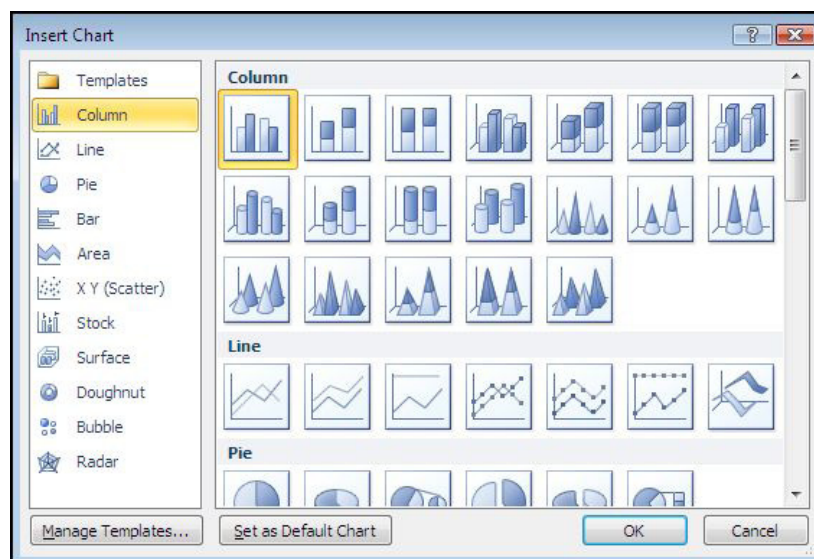 Insert Chart
Templates
Column
Line
Pie
Bar
Area
X Y (Scatter)
Stock
Surface
Doughnut
Bubble
Radar
Column
Line
Pie
Manage Templates...
Set as Default Chart
OK
Cancel